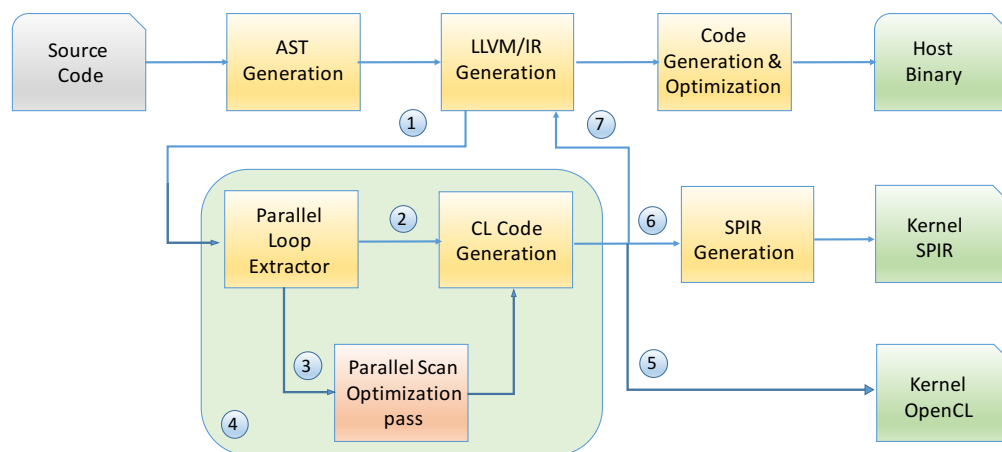 Source
Code
AST
Generation
LLVM/IR
Generation
Code
Generation &
Optimization
Host
Binary
1
7
Parallel
Loop
Extractor
2
CL Code
Generation
6
SPIR
Generation
Kernel
SPIR
3
Parallel Scan
Optimization
pass
5
Kernel
OpenCL
4